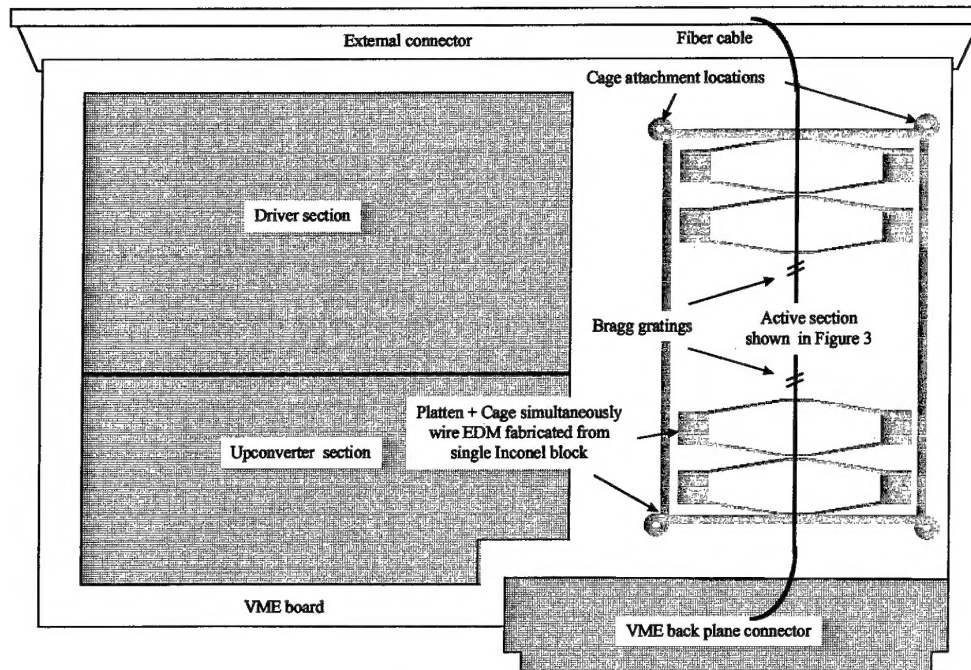 External connector
Fiber cable
Cage attachment locations
Driver section
Bragg gratings
Active section
shown in Figure 3
Platten + Cage simultaneously
wire EDM fabricated from
single Inconel block
Upconverter section
VME board
VME back plane connector